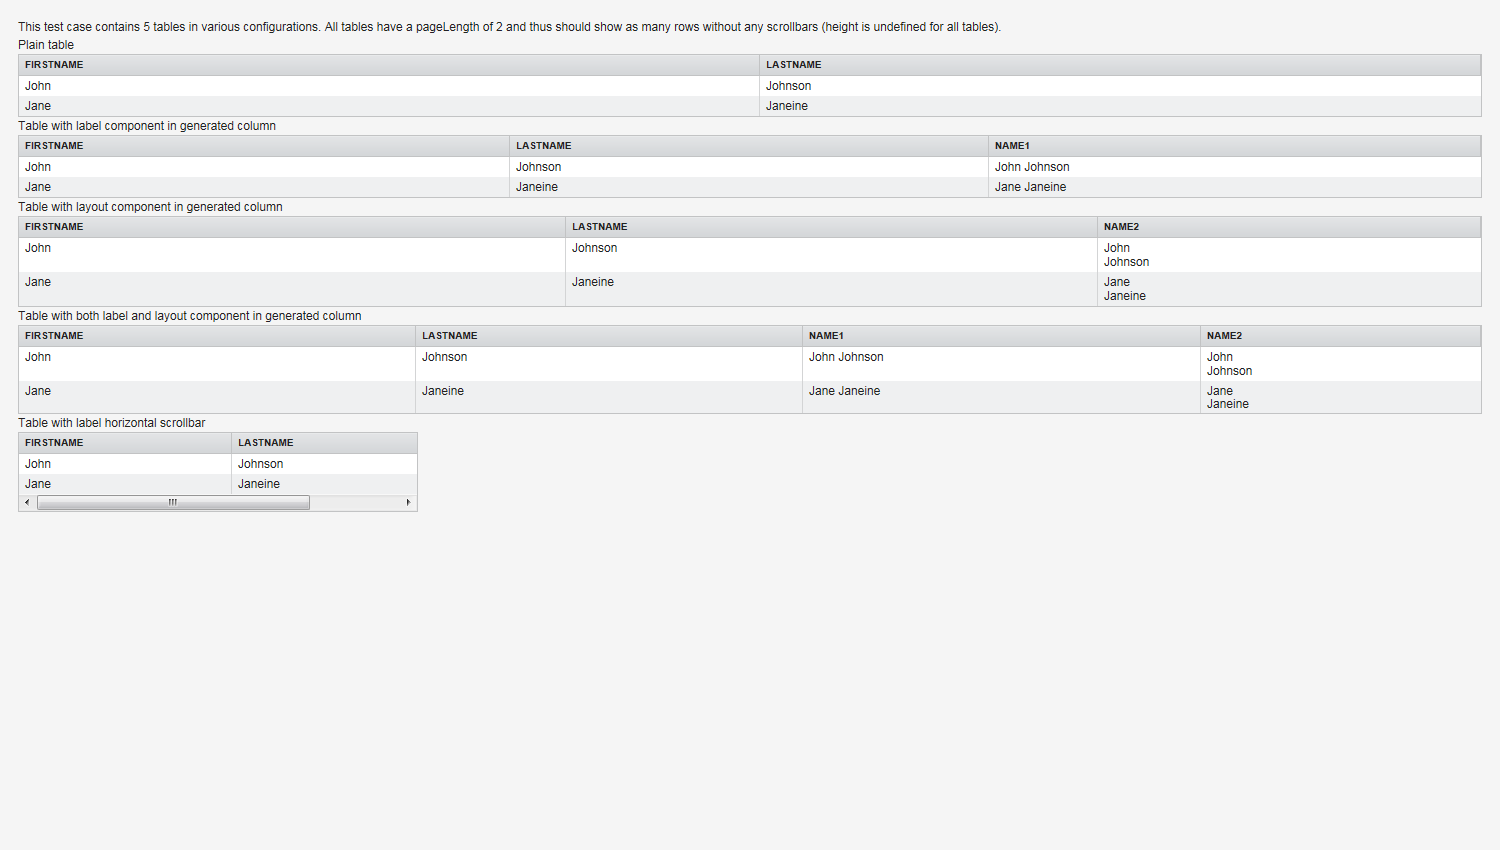 This test case contains 5 tables in various configurations. All tables have a pageLength of 2 and thus should show as many rows without any scrollbars (height is undefined for all tables).
Plain table
FIRSTNAME LASTNAME
John Johnson
Jane Janeine
Table with label component in generated column
FIRSTNAME LASTNAME NAME1
John Johnson John Johnson
Jane Janeine Jane Janeine
Table with layout component in generated column
FIRSTNAME LASTNAME NAME2
John Johnson John
Johnson
Jane Janeine Jane
Janeine
Table with both label and layout component in generated column
FIRSTNAME LASTNAME NAME1 NAME2
John Johnson John Johnson John
Johnson
Jane Janeine Jane Janeine Jane
Janeine
Table with label horizontal scrollbar
FIRSTNAME LASTNAME
John Johnson
Jane Janeine